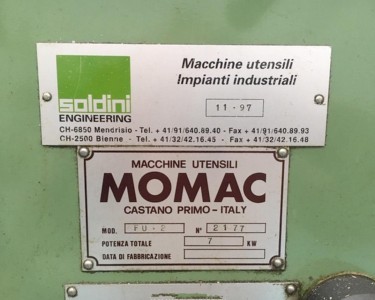 Macchine utensili
Impianti industriali
soldini
ENGINEERING
11-97
CH-6850 Mendrisio - Tel. + 41/91/640.89.40 - Fax + 41/91/640.89.93
CH-2500 Bienne - Tel. + 41/32/42.16.45 - Fax + 41/32/42.16.48
MACCHINE UTENSILI
MOMAC
CASTANO PRIMO - ITALY
MOD. FU-2 N° 2177
POTENZA TOTALE 7 KW
DATA DI FABBRICAZIONE